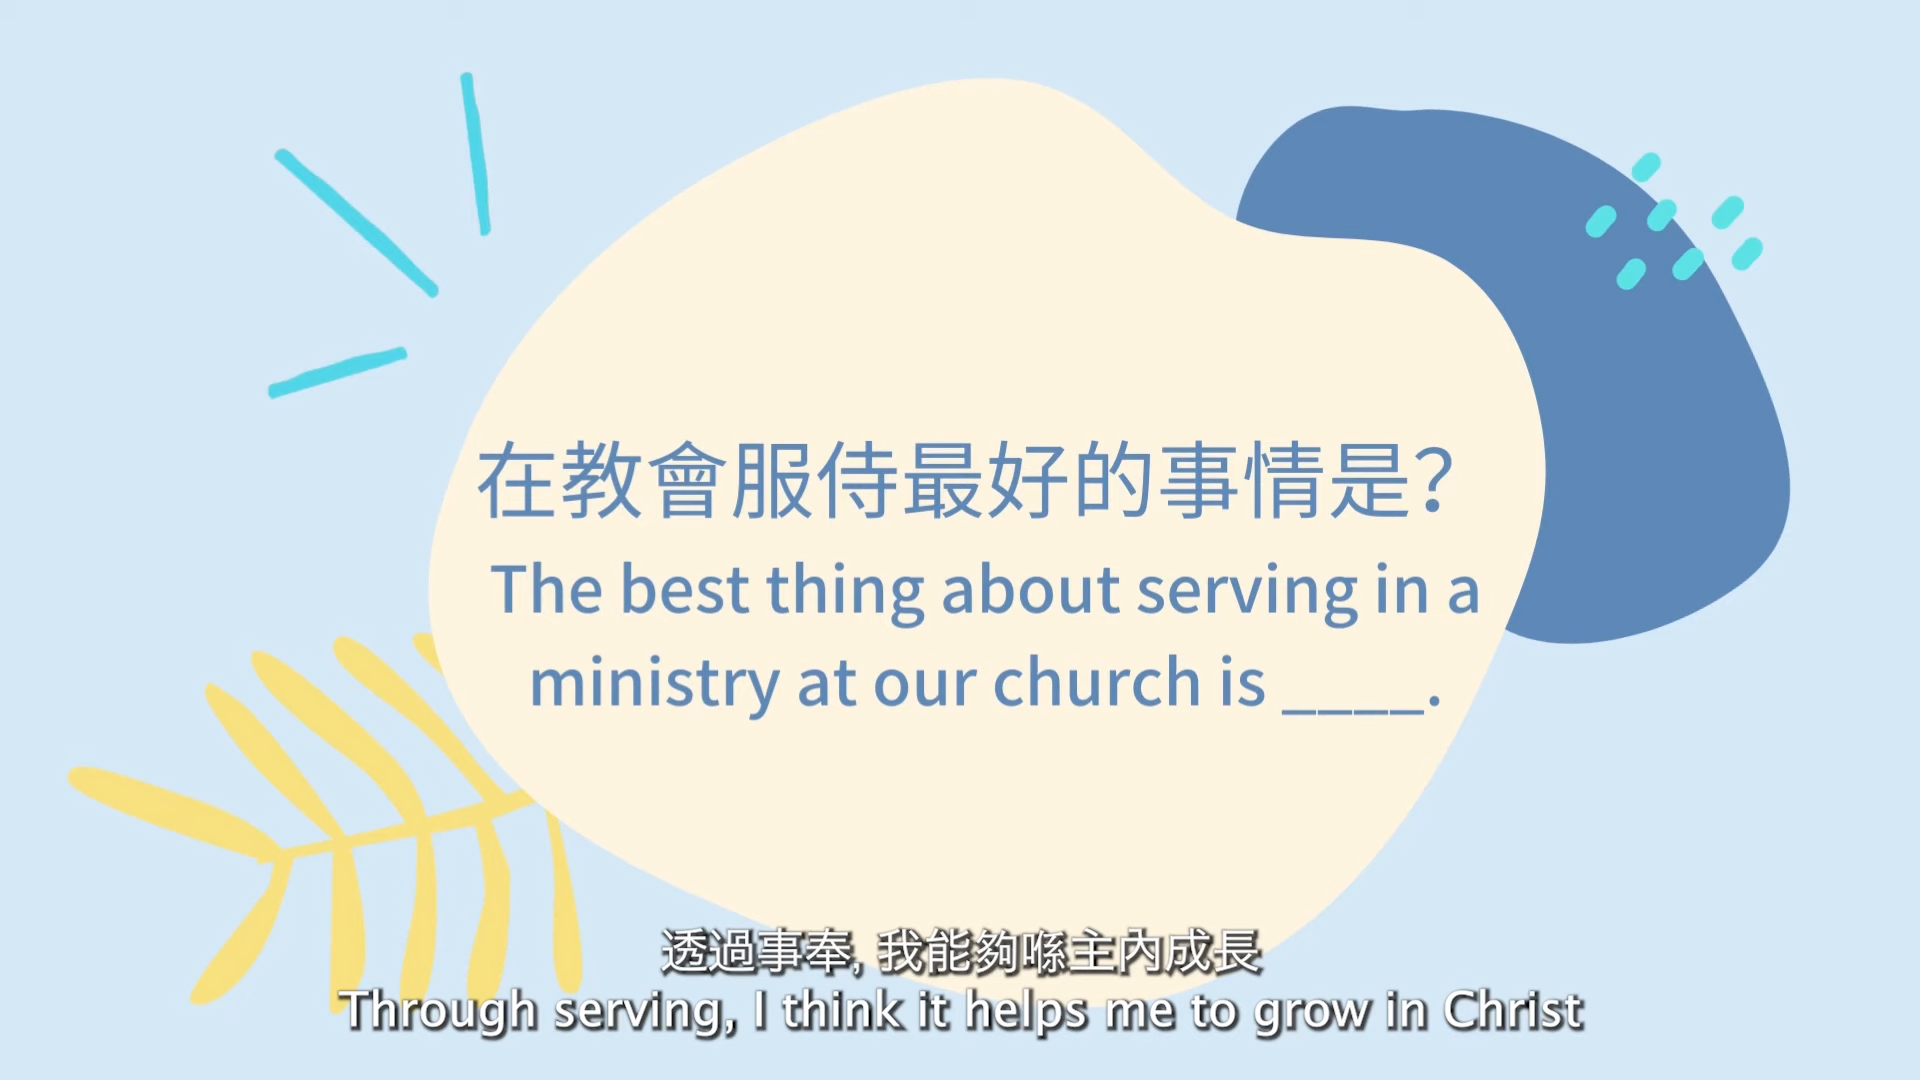 在教會服侍最好的事情是?
The best thing about serving in a
ministry at our church is ____.
透過事奉, 我能夠喺主內成長
Through serving, I think it helps me to grow in Christ